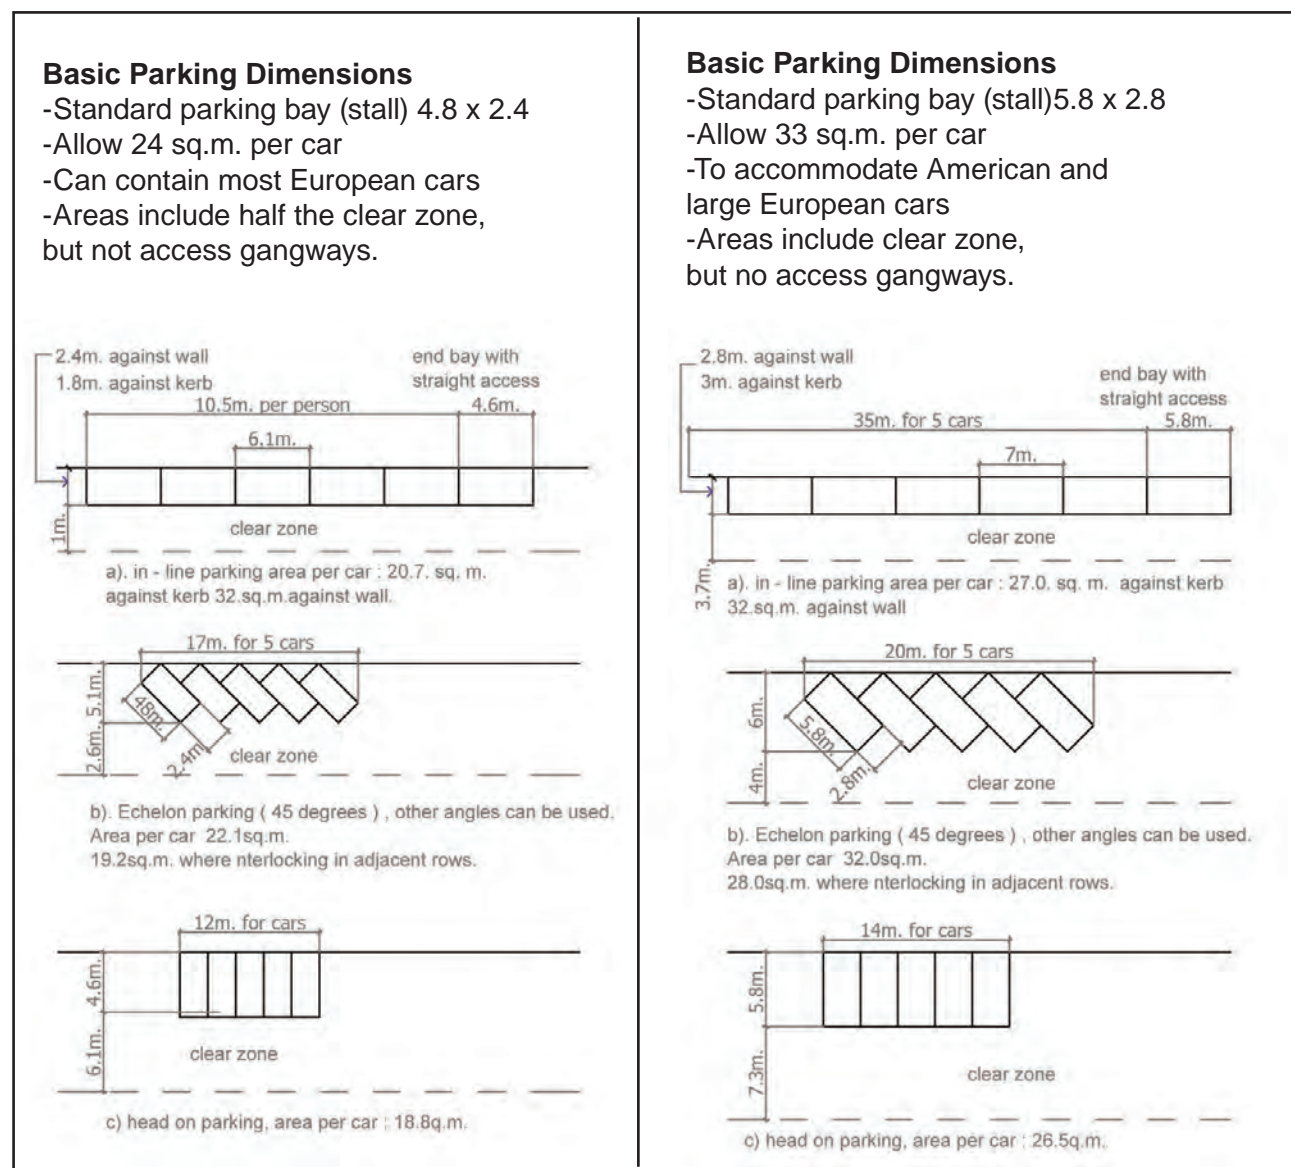 Basic Parking Dimensions
-Standard parking bay (stall) 4.8 x 2.4
-Allow 24 sq.m. per car
-Can contain most European cars
-Areas include half the clear zone,
but not access gangways.
2.4m. against wall
1.8m. against kerb
end bay with
straight access
10.5m. per person
4.6m.
6.1m.
1m.
clear zone
a). in - line parking area per car : 20.7. sq. m.
against kerb 32.sq.m.against wall.
17m. for 5 cars
5.1m.
2.6m.
48m.
2.4m
clear zone
b). Echelon parking ( 45 degrees ) , other angles can be used.
Area per car 22.1sq.m.
19.2sq.m. where nterlocking in adjacent rows.
12m. for cars
4.6m.
6.1m.
clear zone
c) head on parking, area per car : 18.8q.m.
Basic Parking Dimensions
-Standard parking bay (stall)5.8 x 2.8
-Allow 33 sq.m. per car
-To accommodate American and
large European cars
-Areas include clear zone,
but no access gangways.
2.8m. against wall
3m. against kerb
end bay with
straight access
35m. for 5 cars
5.8m.
7m.
3.7m.
clear zone
a). in - line parking area per car : 27.0. sq. m. against kerb
32.sq.m. against wall
20m. for 5 cars
6m.
4m.
5.8m.
2.8m.
clear zone
b). Echelon parking ( 45 degrees ) , other angles can be used.
Area per car 32.0sq.m.
28.0sq.m. where nterlocking in adjacent rows.
14m. for cars
5.8m.
7.3m.
clear zone
c) head on parking, area per car : 26.5q.m.